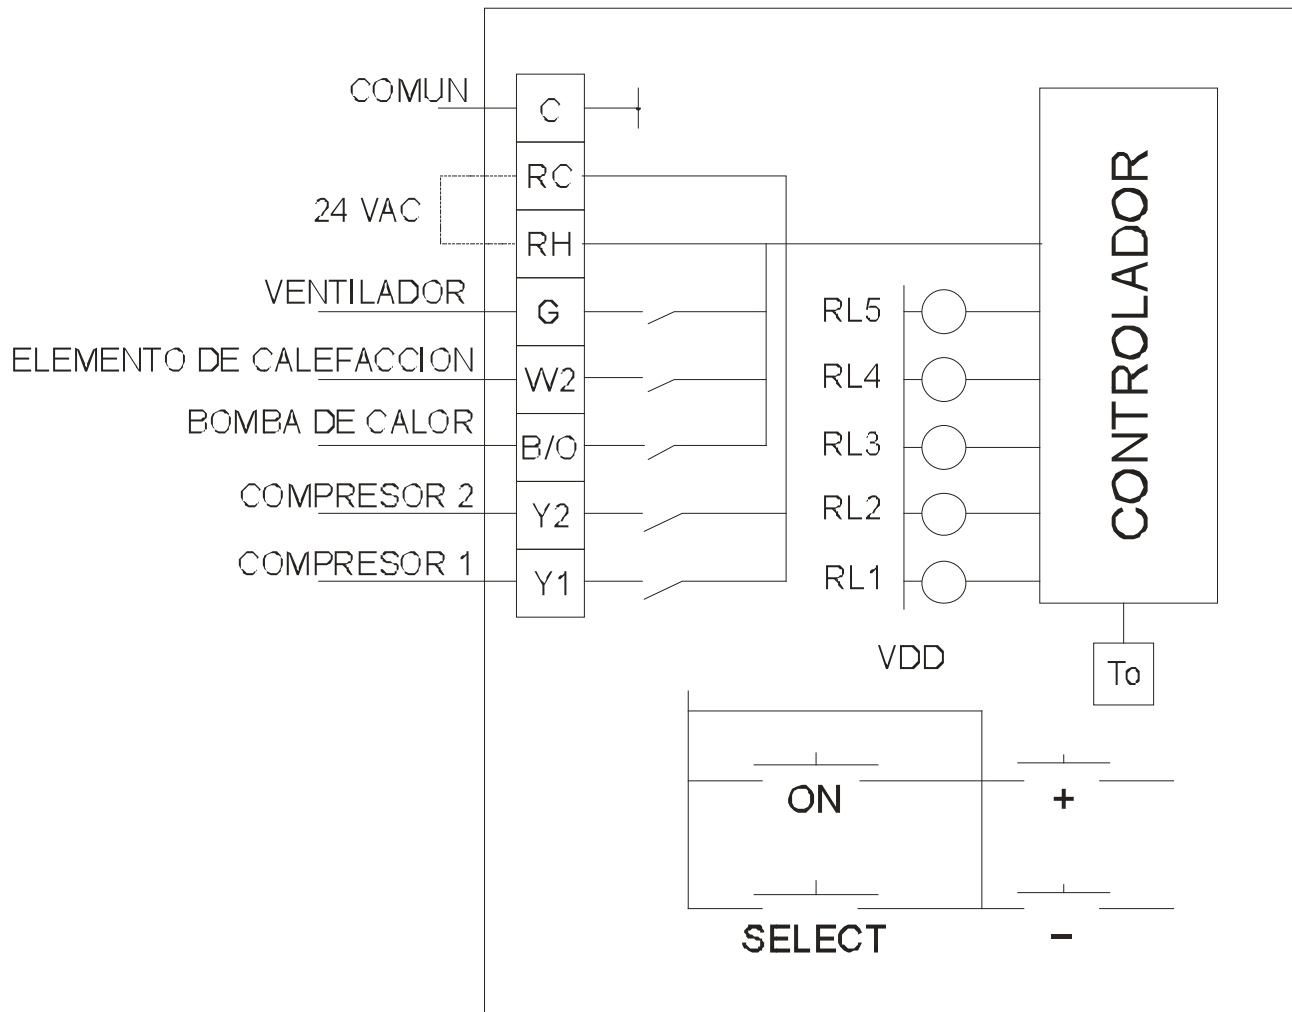 COMUN
C
RC
24 VAC
RH
VENTILADOR
G
ELEMENTO DE CALEFACCION
W2
BOMBA DE CALOR
B/O
COMPRESOR 2
Y2
COMPRESOR 1
Y1
RL5
RL4
RL3
RL2
RL1
VDD
CONTROLADOR
To
ON
+
SELECT
-